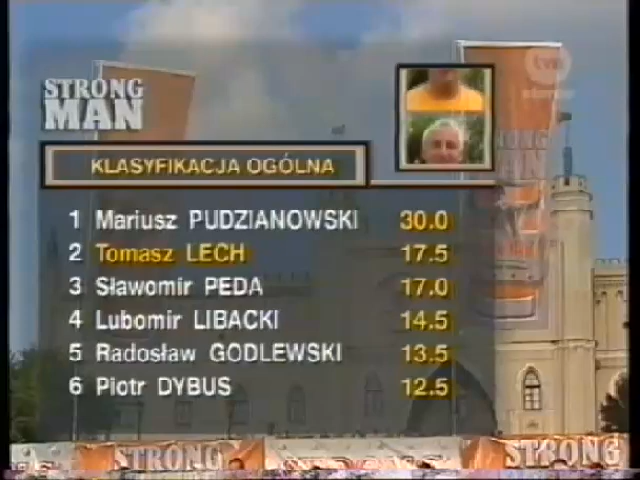 tvn
STRONG
MAN
KLASYFIKACJA OGÓLNA
1 Mariusz PUDZIANOWSKI 30.0
2 Tomasz LECH 17.5
3 Sławomir PEDA 17.0
4 Lubomir LIBACKI 14.5
5 Radosław GODLEWSKI 13.5
6 Piotr DYBUS 12.5
STRONG
STRONG